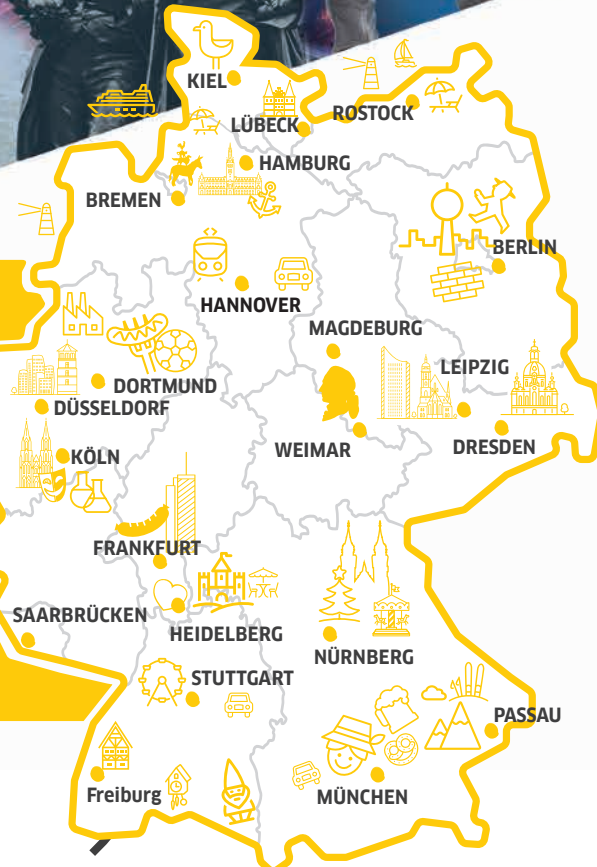 KIEL
ROSTOCK
LÜBECK
HAMBURG
BREMEN
BERLIN
HANNOVER
MAGDEBURG
LEIPZIG
DORTMUND
DÜSSELDORF
WEIMAR
DRESDEN
KÖLN
FRANKFURT
SAARBRÜCKEN
HEIDELBERG
NÜRNBERG
STUTTGART
PASSAU
Freiburg
MÜNCHEN